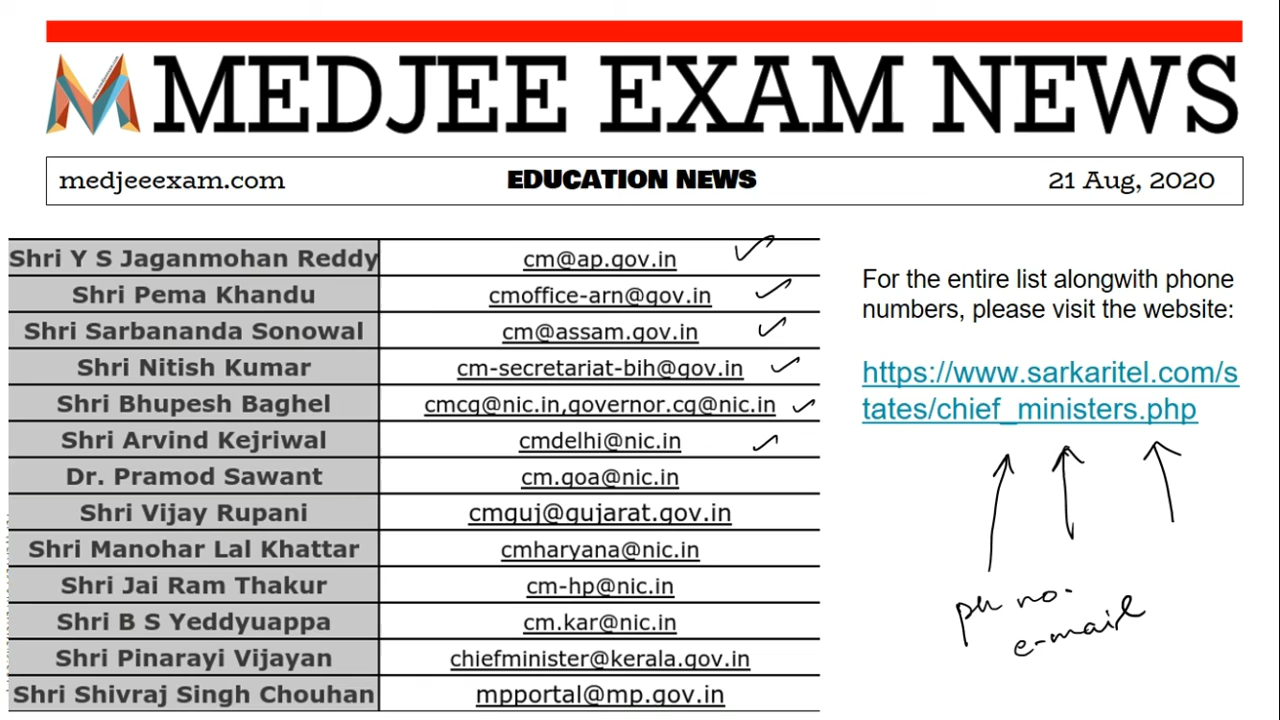 MEDJEE EXAM NEWS
medjeeexam.com EDUCATION NEWS 21 Aug, 2020
Shri Y S Jaganmohan Reddy cm@ap.gov.in
Shri Pema Khandu cmoffice-arn@gov.in
Shri Sarbananda Sonowal cm@assam.gov.in
Shri Nitish Kumar cm-secretariat-bih@gov.in
Shri Bhupesh Baghel cmcg@nic.in,governor.cg@nic.in
Shri Arvind Kejriwal cmdelhi@nic.in
Dr. Pramod Sawant cm.goa@nic.in
Shri Vijay Rupani cmguj@gujarat.gov.in
Shri Manohar Lal Khattar cmharyana@nic.in
Shri Jai Ram Thakur cm-hp@nic.in
Shri B S Yeddyuappa cm.kar@nic.in
Shri Pinarayi Vijayan chiefminister@kerala.gov.in
Shri Shivraj Singh Chouhan mpportal@mp.gov.in
For the entire list alongwith phone
numbers, please visit the website:
https://www.sarkaritel.com/s
tates/chief_ministers.php
ph no.
e-mail